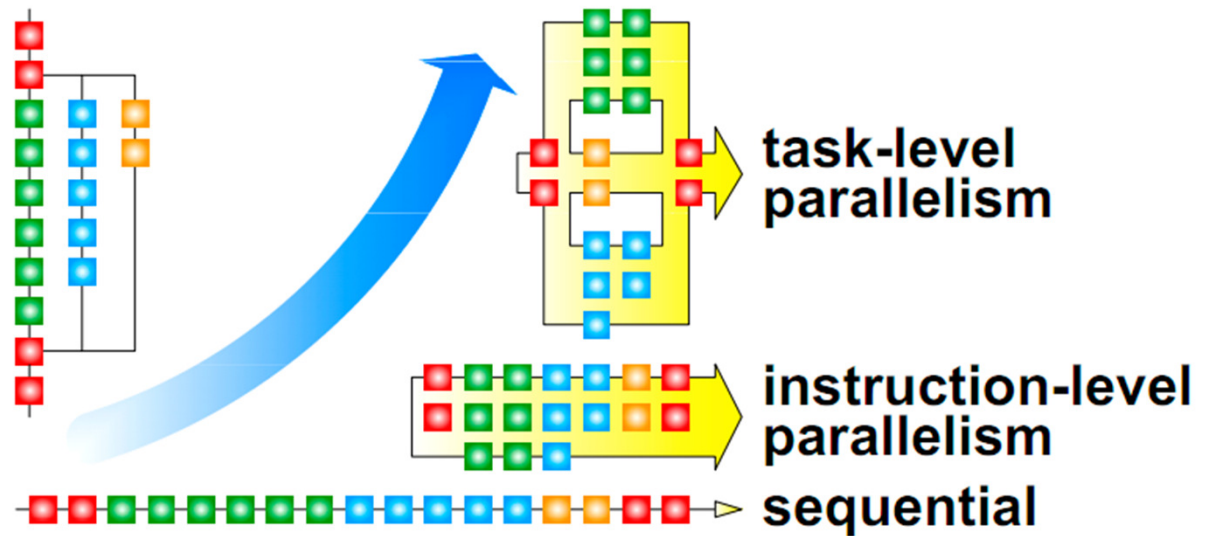 task-level
parallelism
instruction-level
parallelism
sequential